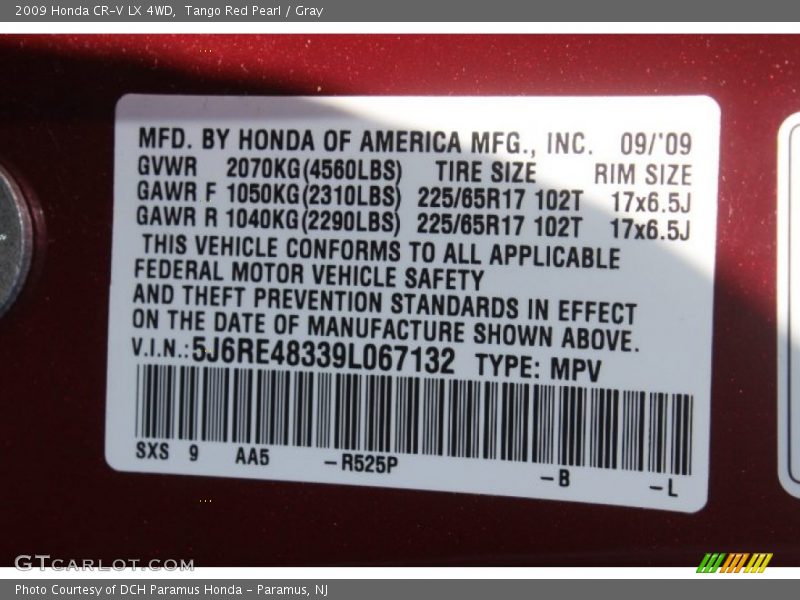 2009 Honda CR-V LX 4WD,  Tango Red Pearl / Gray
MFD. BY HONDA OF AMERICA MFG., INC. 09/'09
GVWR 2070KG(4560LBS) TIRE SIZE RIM SIZE
GAWR F 1050KG(2310LBS) 225/65R17 102T 17x6.5J
GAWR R 1040KG(2290LBS) 225/65R17 102T 17x6.5J
THIS VEHICLE CONFORMS TO ALL APPLICABLE
FEDERAL MOTOR VEHICLE SAFETY
AND THEFT PREVENTION STANDARDS IN EFFECT
ON THE DATE OF MANUFACTURE SHOWN ABOVE.
V.I.N.:5J6RE48339L067132 TYPE: MPV
SXS 9 AA5 -R525P -B -L
GTCARLOT.COM
Photo Courtesy of DCH Paramus Honda - Paramus, NJ